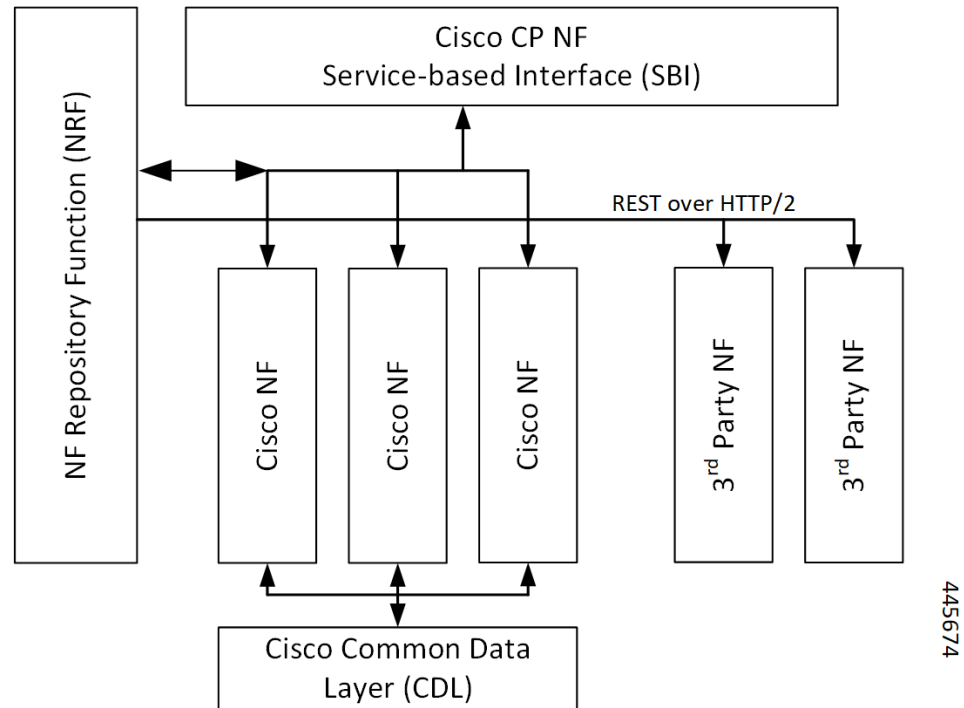 Cisco CP NF
Service-based Interface (SBI)
NF Repository Function (NRF)
REST over HTTP/2
Cisco NF
Cisco NF
Cisco NF
3rd Party NF
3rd Party NF
Cisco Common Data
Layer (CDL)
445674